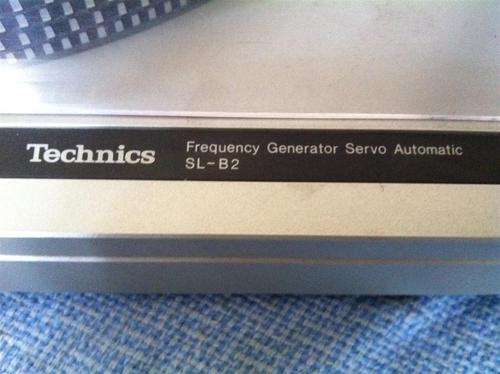 Technics
Frequency Generator Servo Automatic
SL-B2